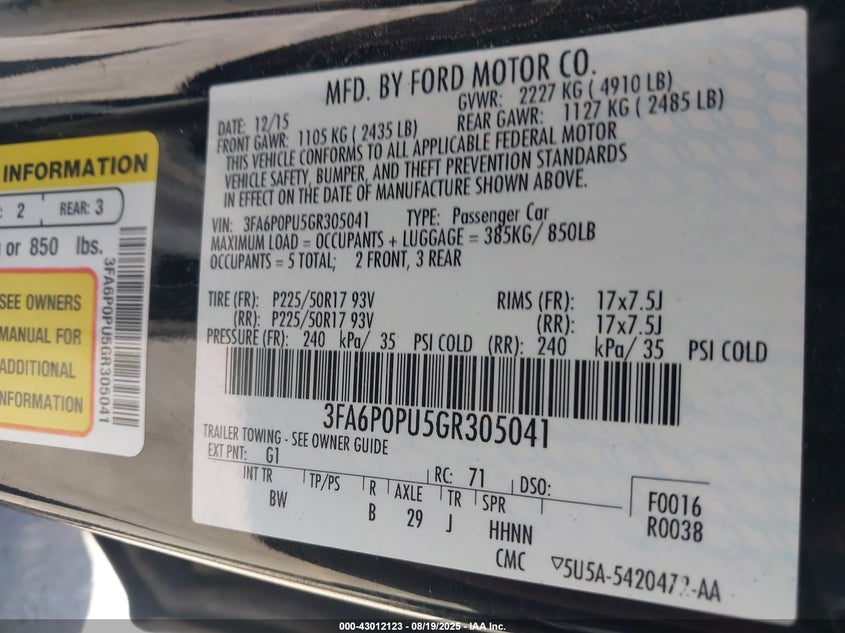 MFD. BY FORD MOTOR CO.
DATE: 12/15 GVWR: 2227 KG ( 4910 LB)
FRONT GAWR: 1105 KG ( 2435 LB) REAR GAWR: 1127 KG ( 2485 LB)
THIS VEHICLE CONFORMS TO ALL APPLICABLE FEDERAL MOTOR
VEHICLE SAFETY, BUMPER, AND THEFT PREVENTION STANDARDS
IN EFFECT ON THE DATE OF MANUFACTURE SHOWN ABOVE.
VIN: 3FA6P0PU5GR305041 TYPE: Passenger Car
MAXIMUM LOAD = OCCUPANTS + LUGGAGE = 385KG/ 850LB
OCCUPANTS = 5 TOTAL; 2 FRONT, 3 REAR
TIRE (FR): P225/50R17 93V RIMS (FR): 17x7.5J
(RR): P225/50R17 93V (RR): 17x7.5J
PRESSURE (FR): 240 kPa/ 35 PSI COLD (RR): 240 kPa/ 35 PSI COLD
3FA6P0PU5GR305041
TRAILER TOWING - SEE OWNER GUIDE
EXT PNT: G1 RC: 71 DSO:
INT TR TP/PS R AXLE TR SPR
BW B 29 J HHNN
CMC
F0016
R0038
▽5U5A-5420472-AA
INFORMATION
: 2 REAR: 3
or 850 lbs.
SEE OWNERS
MANUAL FOR
ADDITIONAL
INFORMATION
3FA6P0PU5GR305041
000-43012123 - 08/19/2025 - IAA Inc.